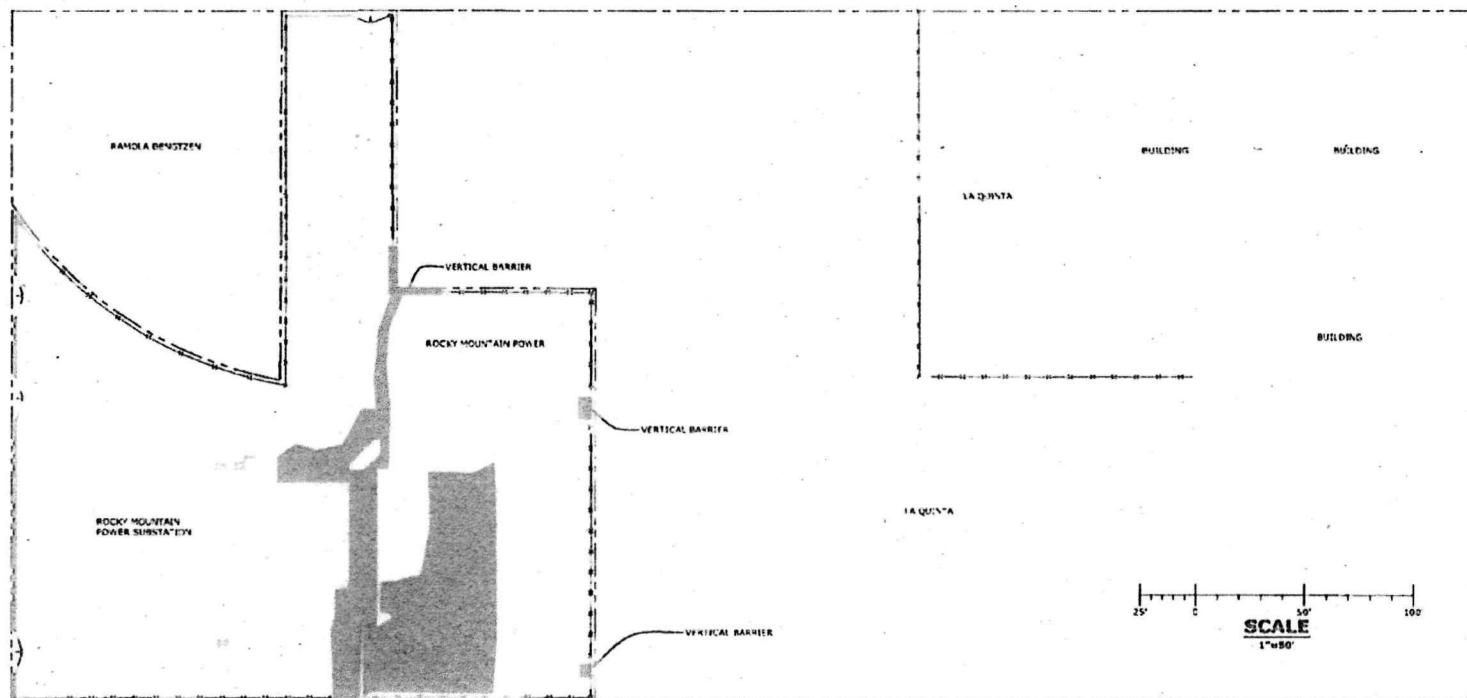 RAMOLA BENGTZEN
BUILDING
BUILDING
LA QUINTA
VERTICAL BARRIER
ROCKY MOUNTAIN POWER
BUILDING
VERTICAL BARRIER
LA QUINTA
ROCKY MOUNTAIN
POWER SUBSTATION
25' 0 50' 100'
SCALE
1"=50'
VERTICAL BARRIER